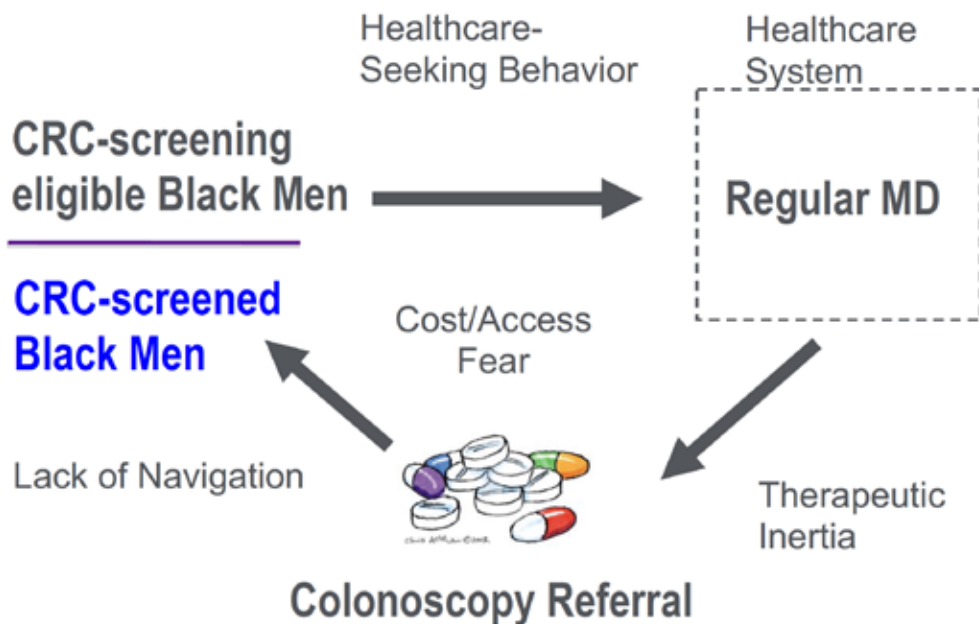 Healthcare-
Seeking Behavior
Healthcare
System
CRC-screening
eligible Black Men
Regular MD
CRC-screened
Black Men
Cost/Access
Fear
Lack of Navigation
Therapeutic
Inertia
Colonoscopy Referral